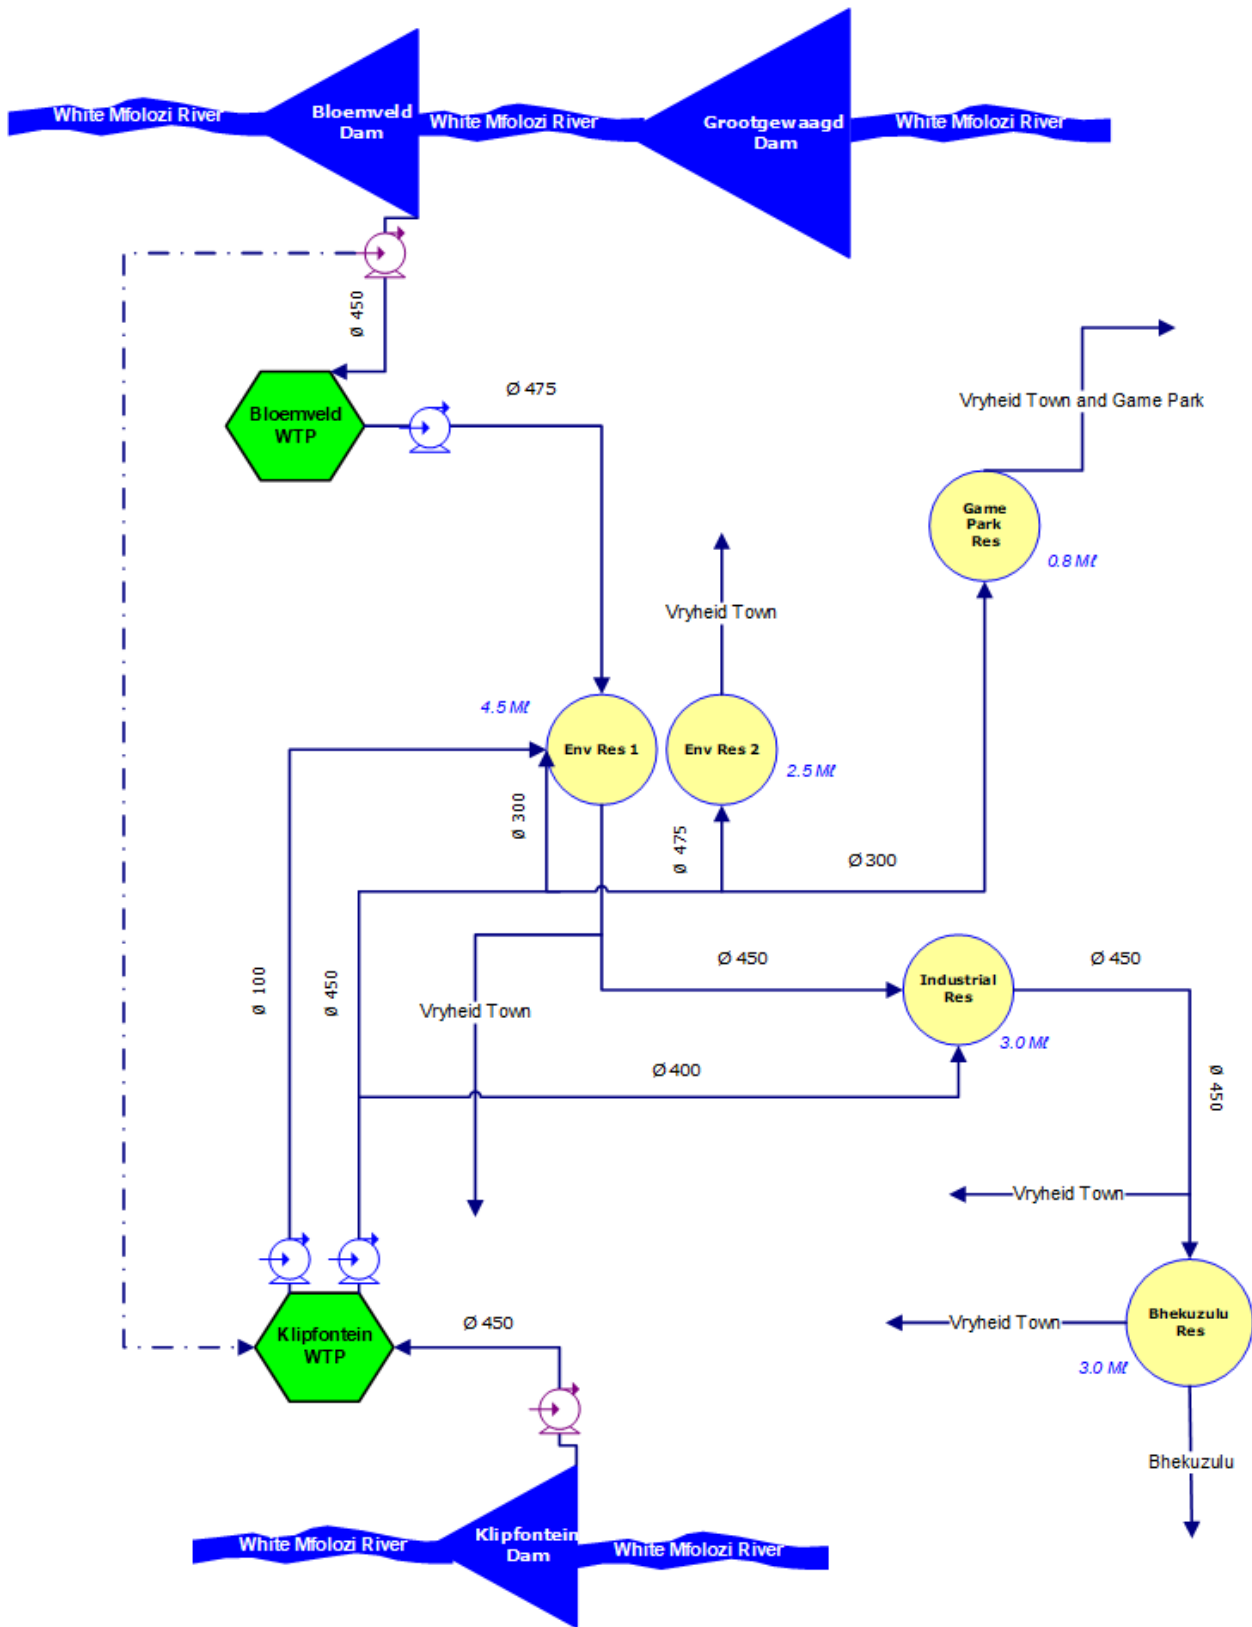 White Mfolozi River
Bloemveld
Dam
White Mfolozi River
Grootgewaagd
Dam
White Mfolozi River
Ø 450
Bloemveld
WTP
Ø 475
Vryheid Town and Game Park
Game
Park
Res
0.8 Mℓ
Vryheid Town
4.5 Mℓ
Env Res 1
Env Res 2
2.5 Mℓ
Ø 300
Ø 475
Ø 300
Ø 100
Ø 450
Vryheid Town
Ø 450
Industrial
Res
3.0 Mℓ
Ø 450
Ø 400
Ø 450
Vryheid Town
Klipfontein
WTP
Ø 450
Vryheid Town
Bhekuzulu
Res
3.0 Mℓ
Bhekuzulu
White Mfolozi River
Klipfontein
Dam
White Mfolozi River